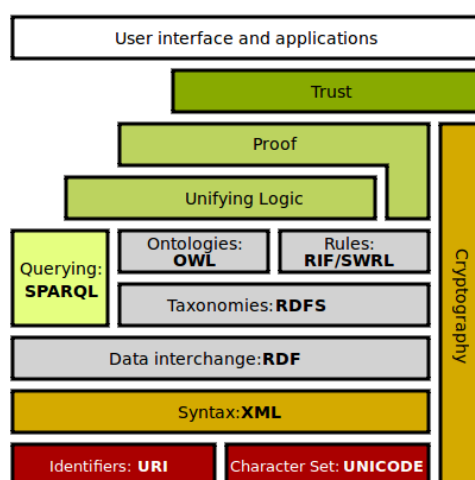 User interface and applications
Trust
Proof
Unifying Logic
Querying:
SPARQL
Ontologies:
OWL
Rules:
RIF/SWRL
Taxonomies:RDFS
Cryptography
Data interchange:RDF
Syntax:XML
Identifiers: URI
Character Set: UNICODE